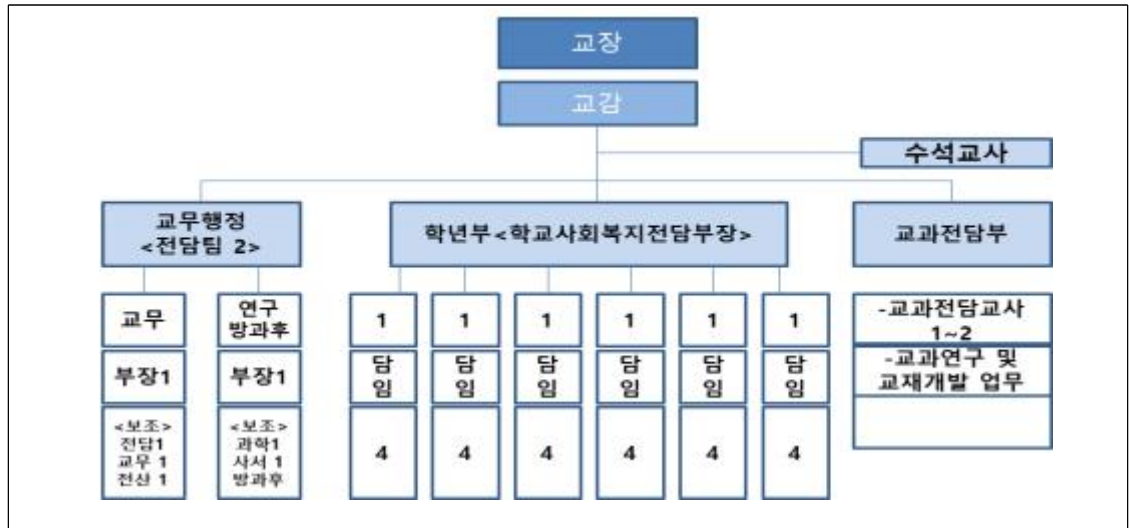 교장
교감
수석교사
교무행정
<전담팀 2>
학년부<학교사회복지전담부장>
교과전담부
교무
연구
방과후
1
1
1
1
1
1
-교과전담교사
1~2
부장1
부장1
담
임
담
임
담
임
담
임
담
임
담
임
-교과연구 및
교재개발 업무
<보조>
전담1
교무 1
전산 1
<보조>
과학1
사서 1
방과후
4
4
4
4
4
4